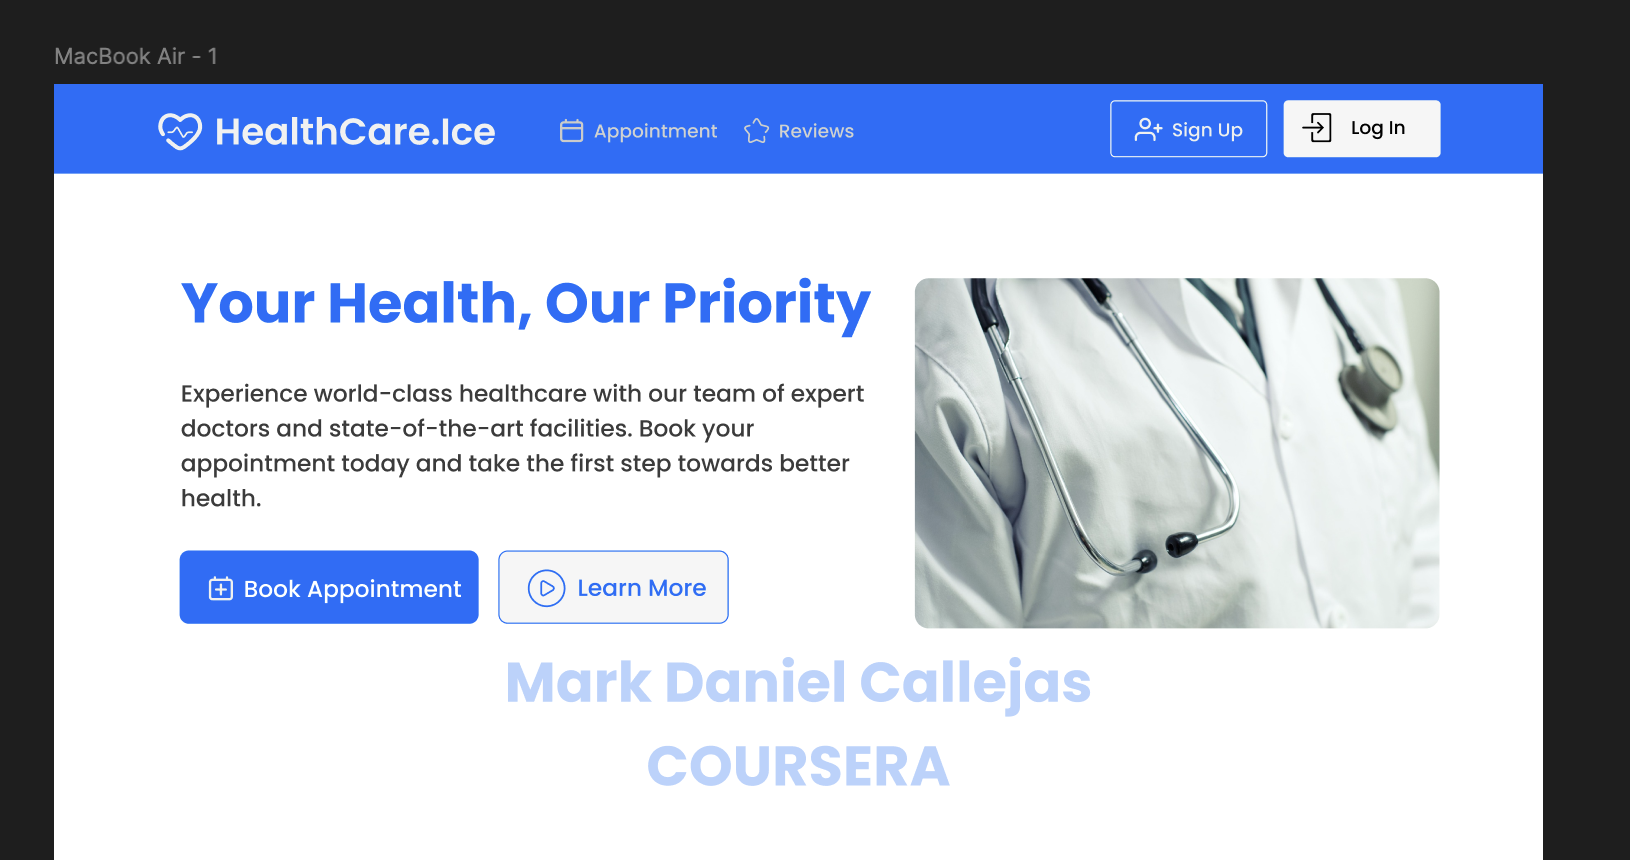 MacBook Air - 1
HealthCare.Ice
Appointment
Reviews
Sign Up
Log In
Your Health, Our Priority
Experience world-class healthcare with our team of expert
doctors and state-of-the-art facilities. Book your
appointment today and take the first step towards better
health.
Book Appointment
Learn More
Mark Daniel Callejas
COURSERA